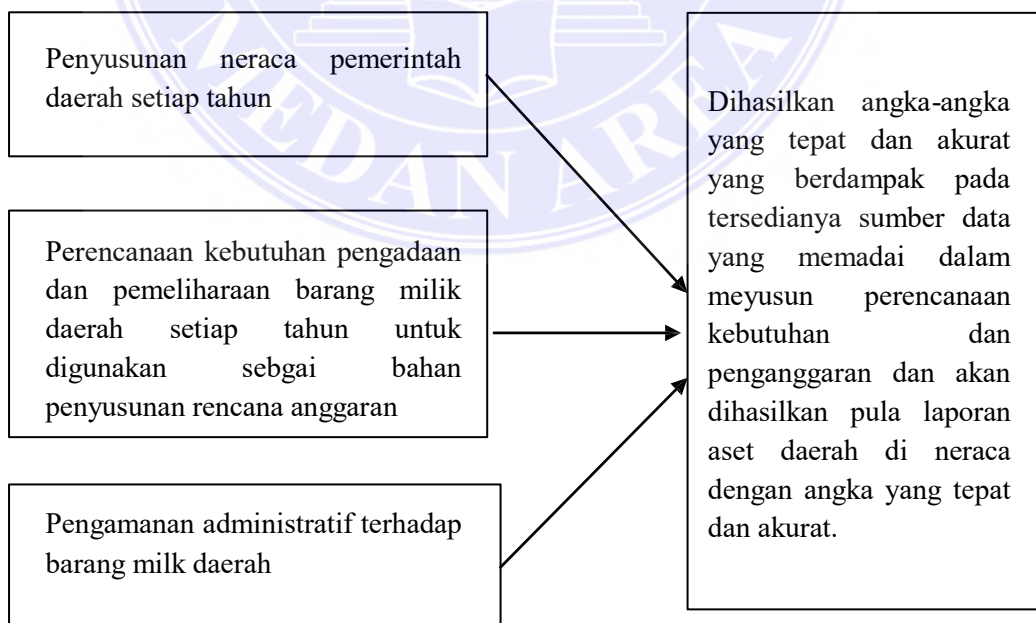 Penyusunan neraca pemerintah
daerah setiap tahun
Perencanaan kebutuhan pengadaan
dan pemeliharaan barang milik
daerah setiap tahun untuk
digunakan sebgai bahan
penyusunan rencana anggaran
Pengamanan administratif terhadap
barang milk daerah
Dihasilkan angka-angka
yang tepat dan akurat
yang berdampak pada
tersedianya sumber data
yang memadai dalam
meyusun perencanaan
kebutuhan dan
penganggaran dan akan
dihasilkan pula laporan
aset daerah di neraca
dengan angka yang tepat
dan akurat.
MEDAN AREA